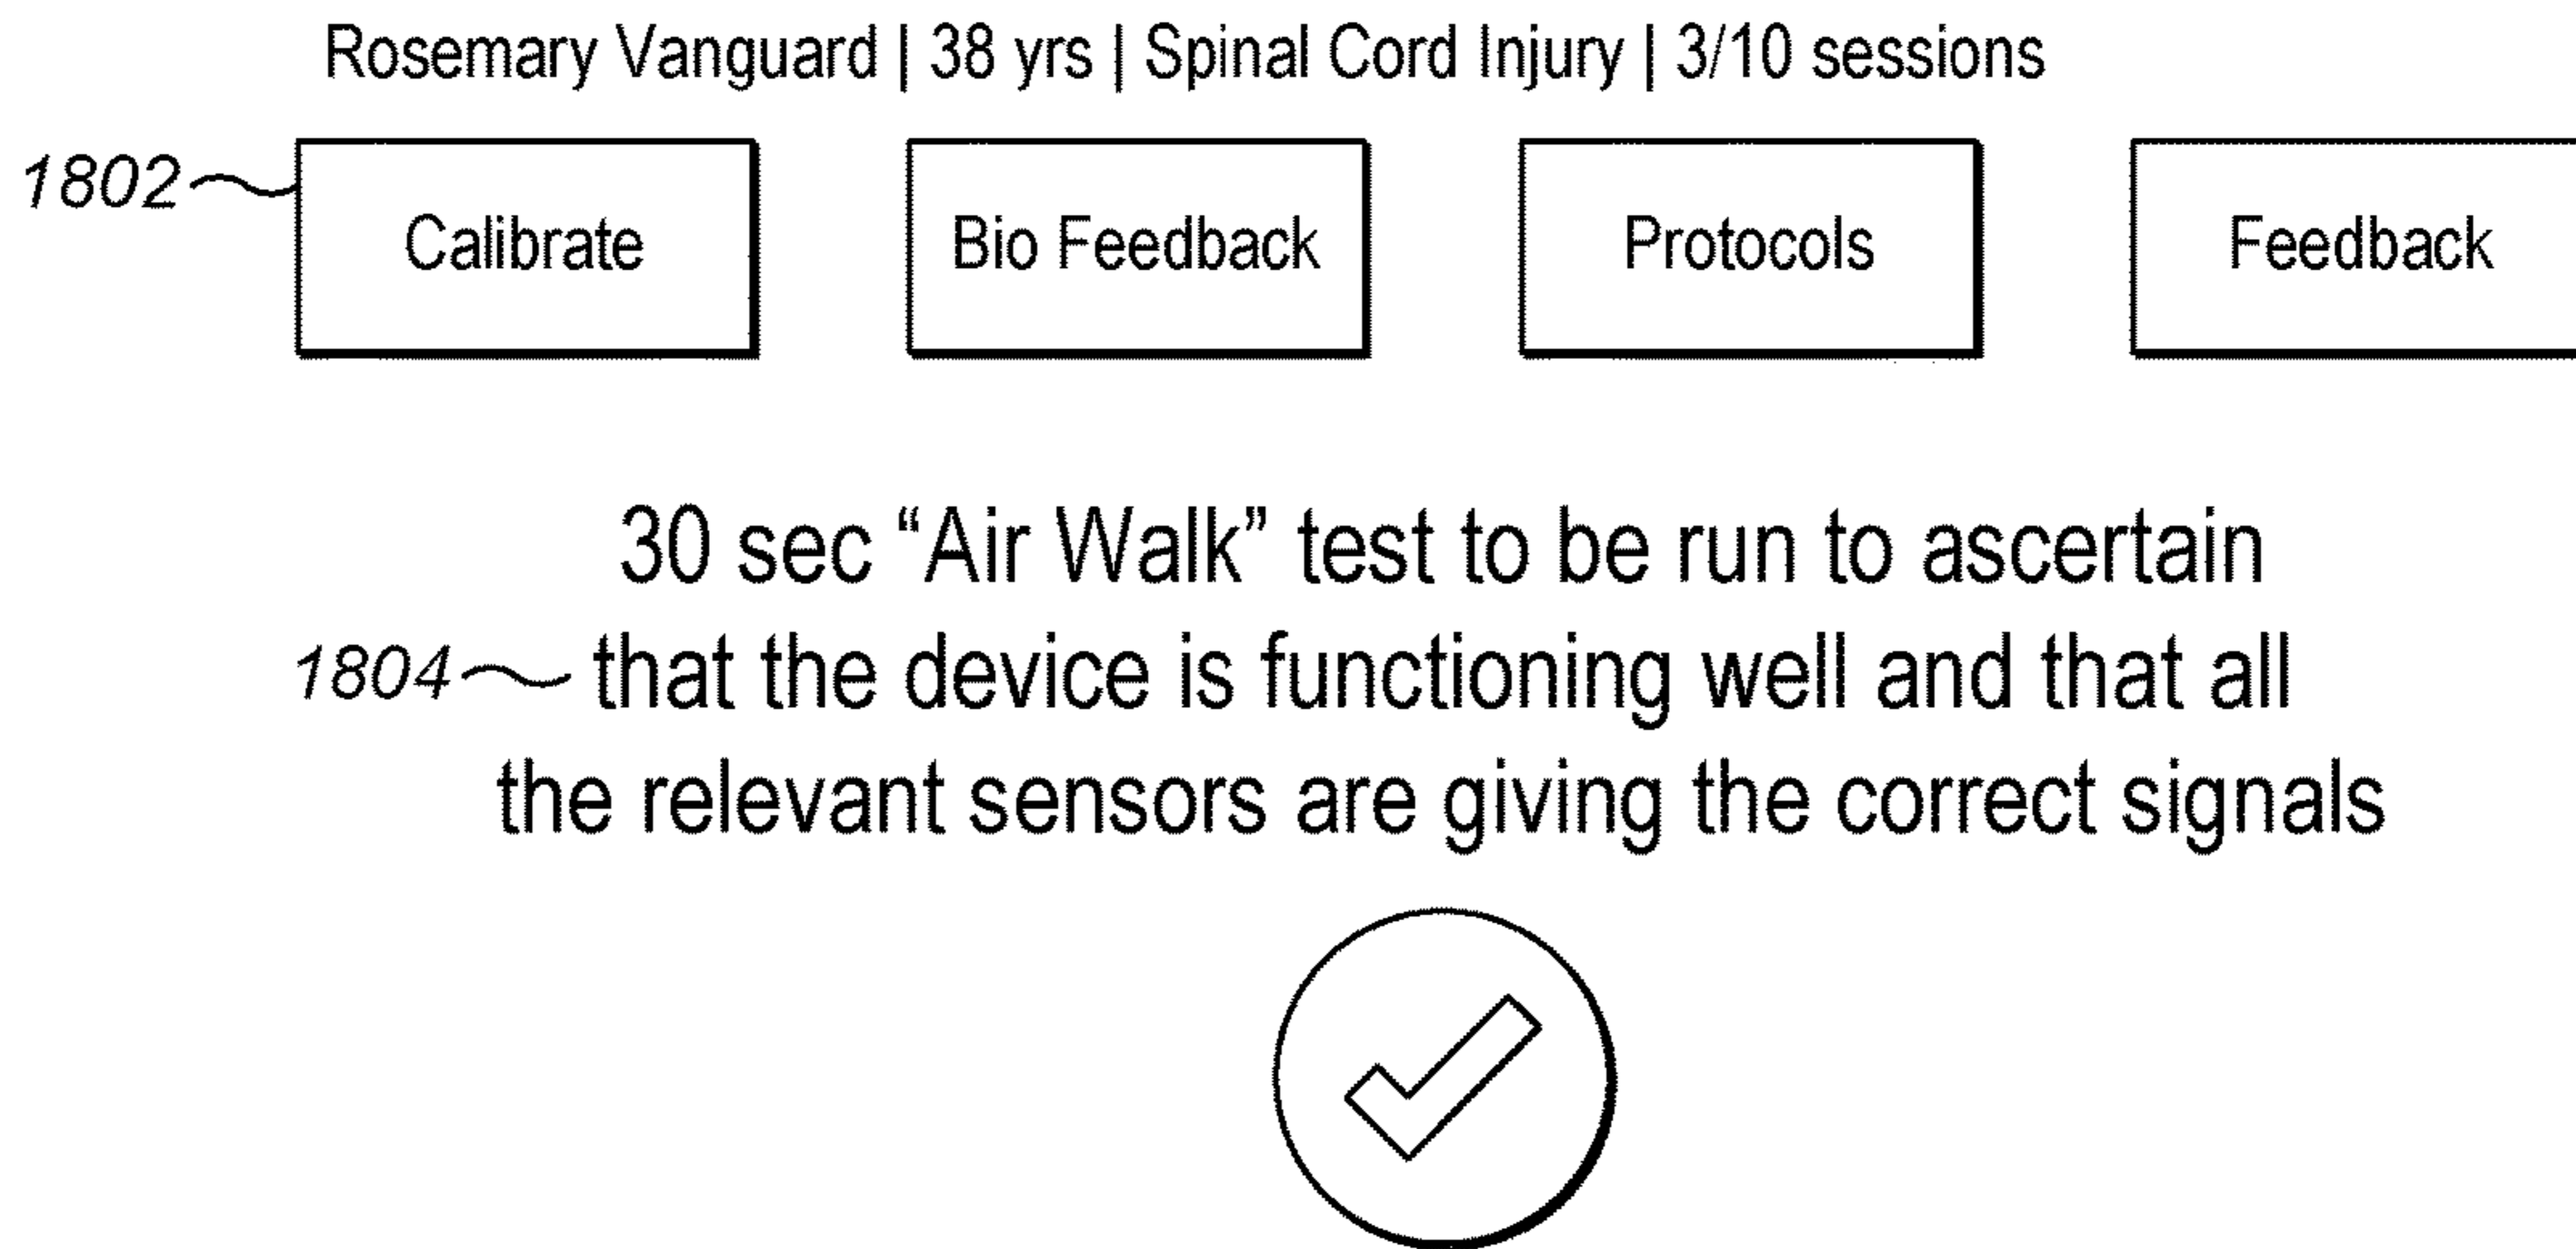 Rosemary Vanguard | 38 yrs | Spinal Cord Injury | 3/10 sessions
1802
Calibrate
Bio Feedback
Protocols
Feedback
30 sec “Air Walk” test to be run to ascertain
1804
that the device is functioning well and that all
the relevant sensors are giving the correct signals